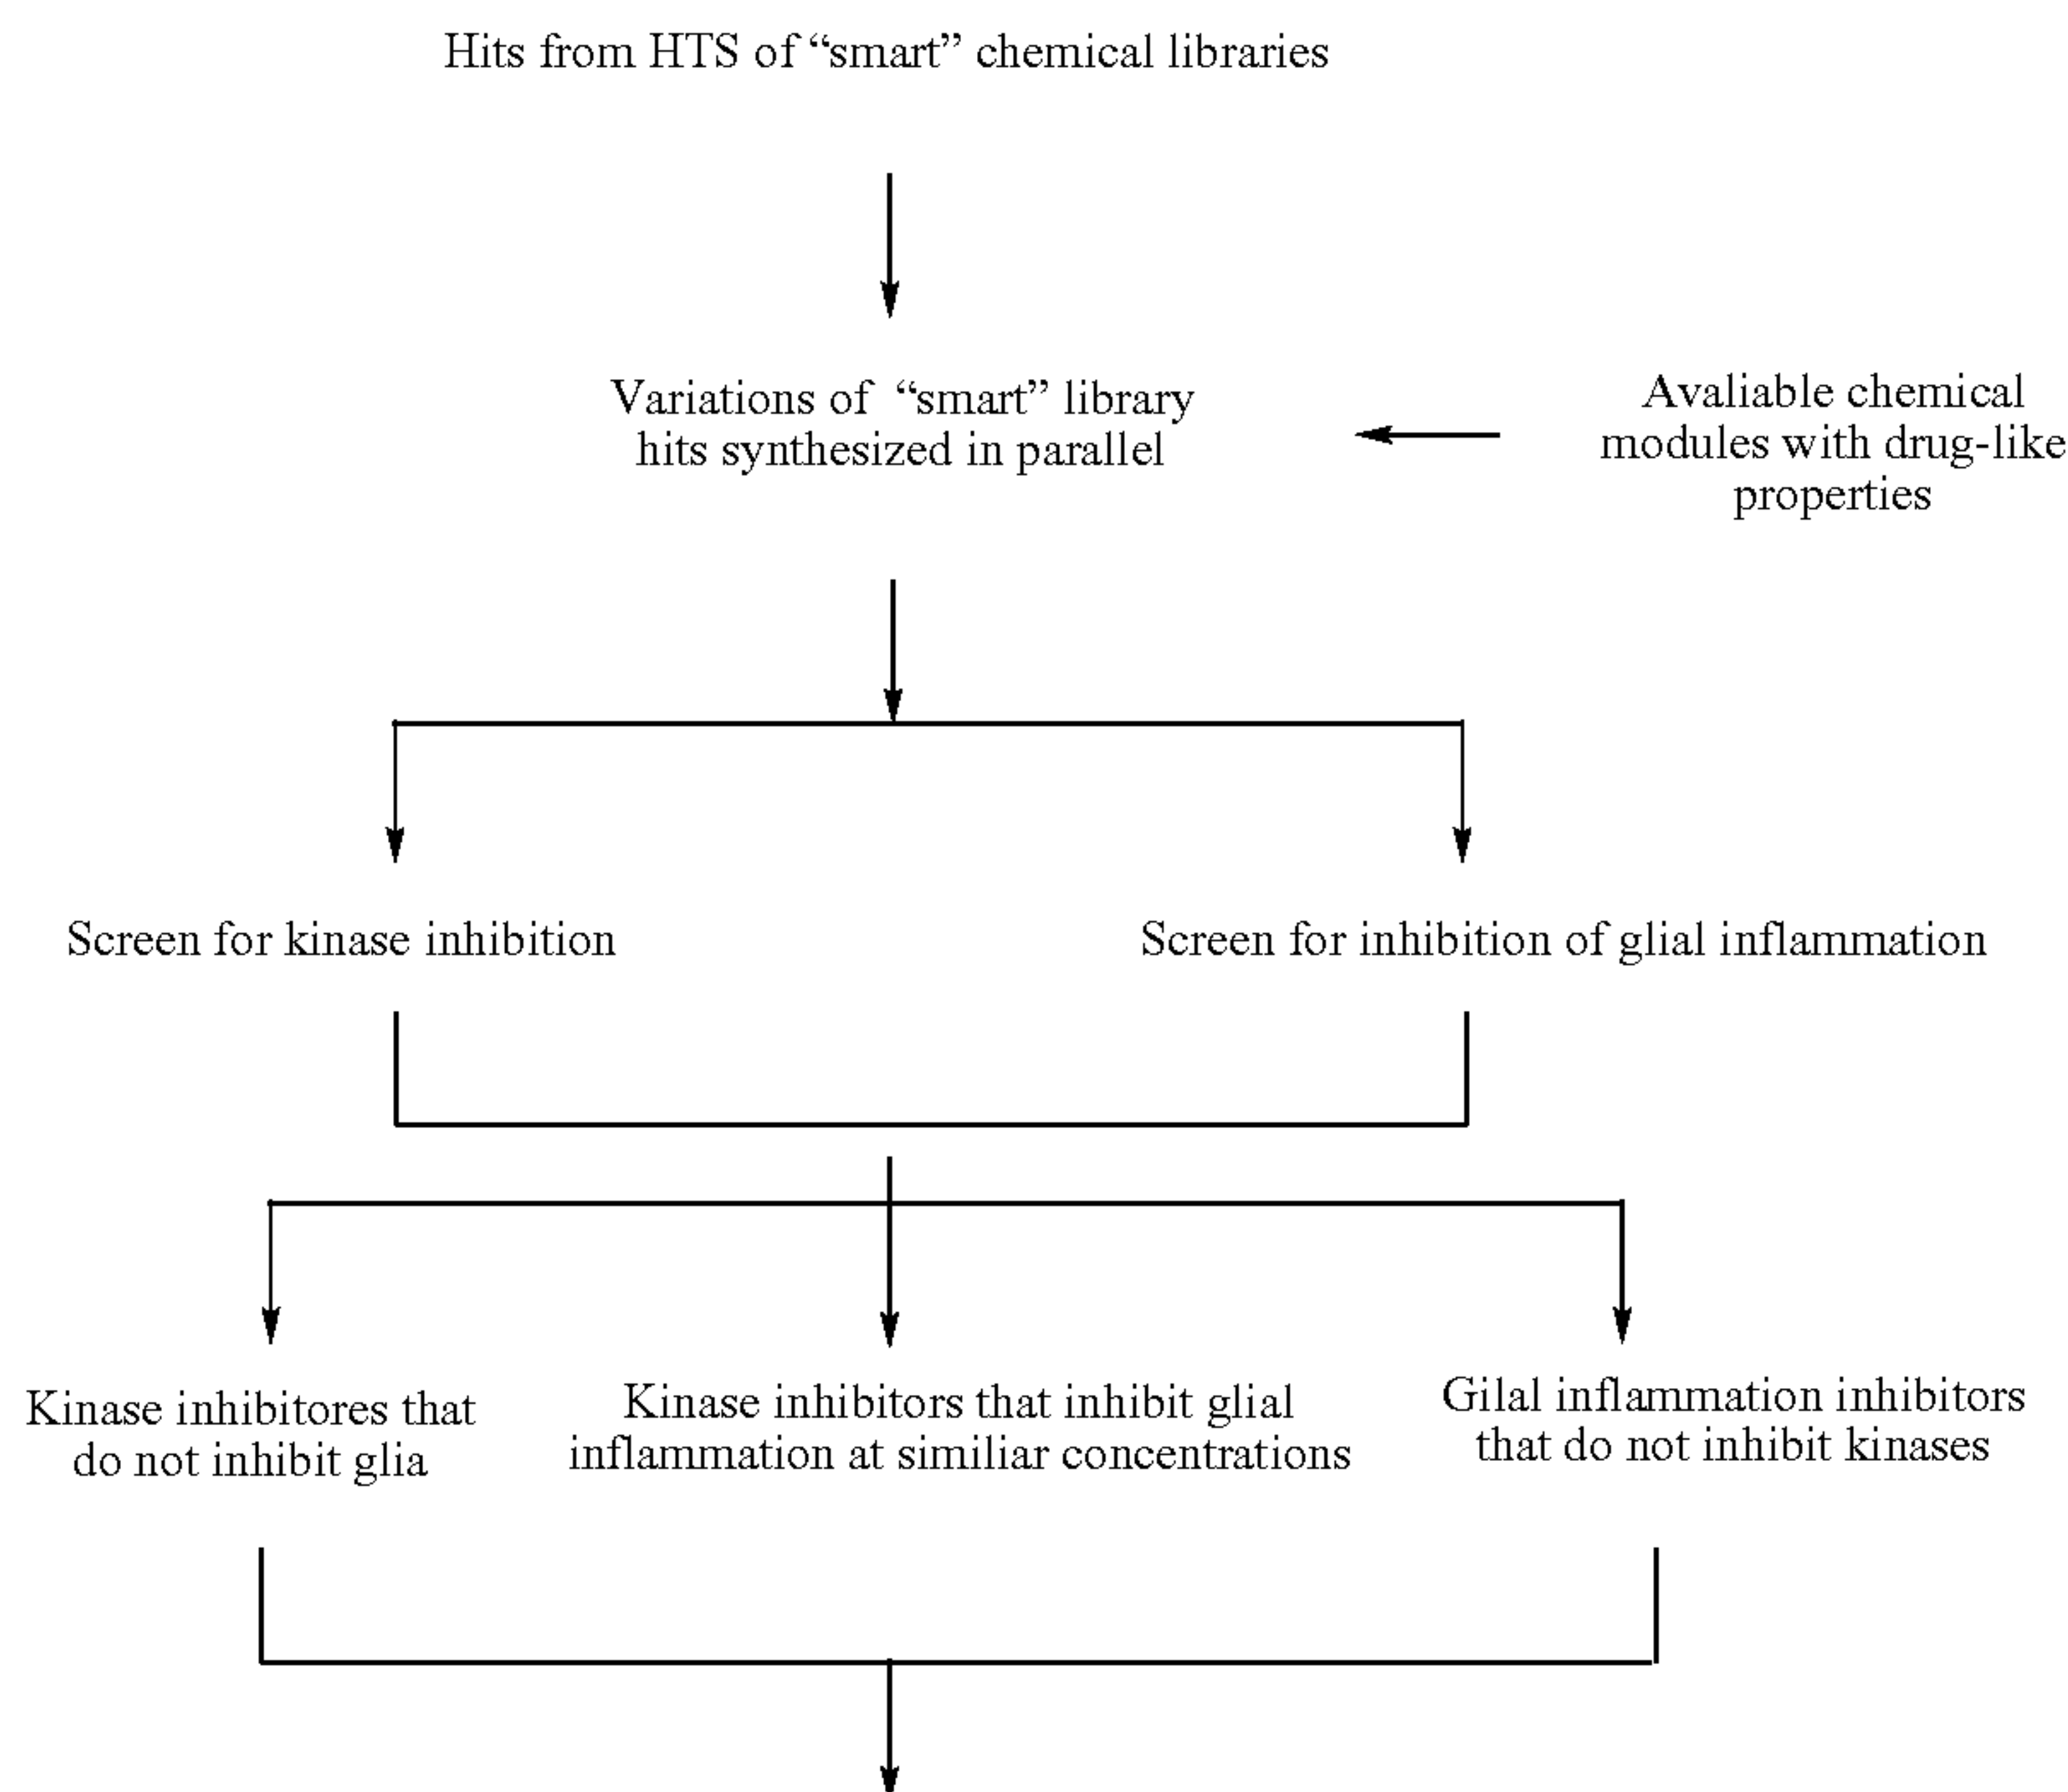 Hits from HTS of “smart” chemical libraries
Variations of “smart” library
hits synthesized in parallel
Avaliable chemical
modules with drug-like
properties
Screen for kinase inhibition
Screen for inhibition of glial inflammation
Kinase inhibitores that
do not inhibit glia
Kinase inhibitors that inhibit glial
inflammation at similiar concentrations
Gilal inflammation inhibitors
that do not inhibit kinases